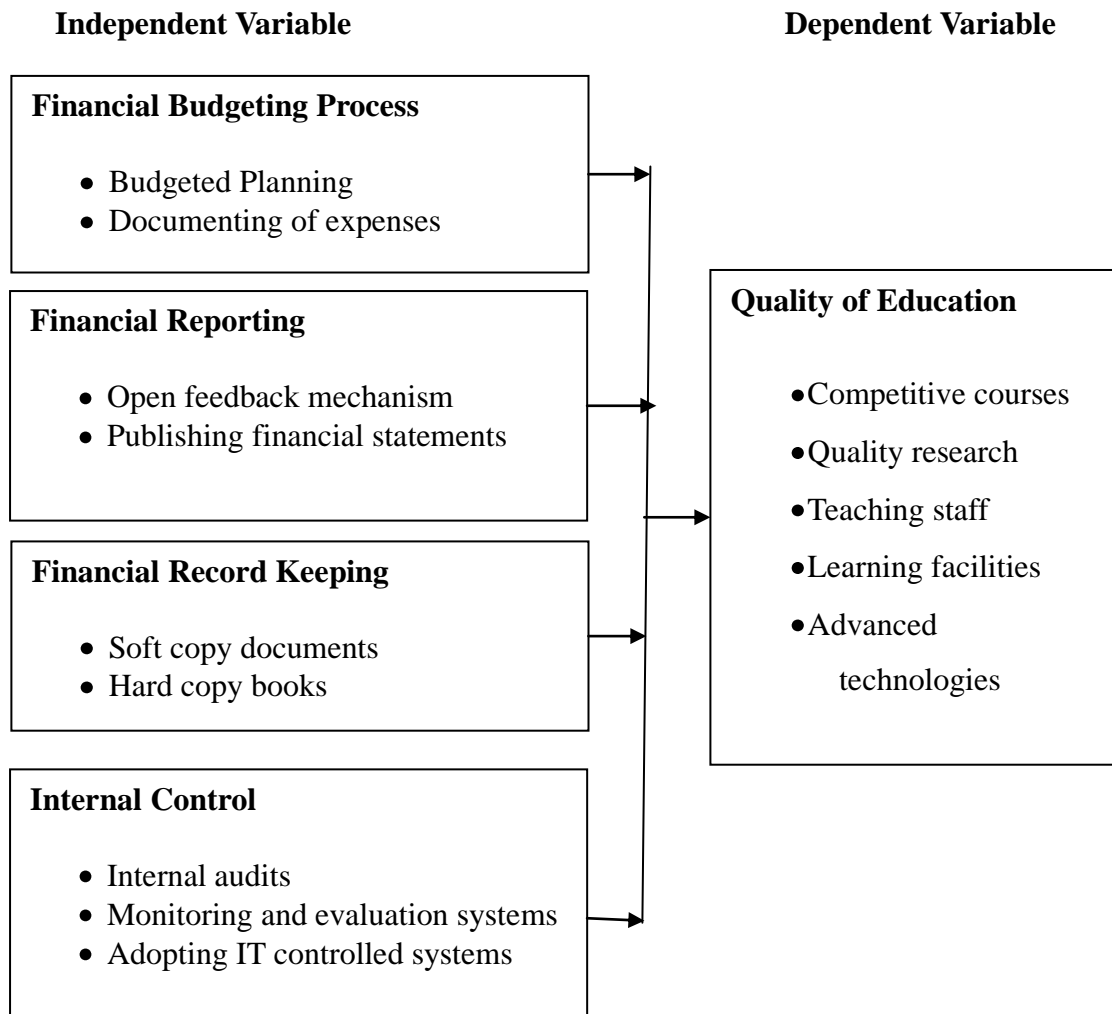 Independent Variable
Dependent Variable
Financial Budgeting Process
• Budgeted Planning
• Documenting of expenses
Financial Reporting
• Open feedback mechanism
• Publishing financial statements
Financial Record Keeping
• Soft copy documents
• Hard copy books
Internal Control
• Internal audits
• Monitoring and evaluation systems
• Adopting IT controlled systems
Quality of Education
•Competitive courses
•Quality research
•Teaching staff
•Learning facilities
•Advanced
technologies